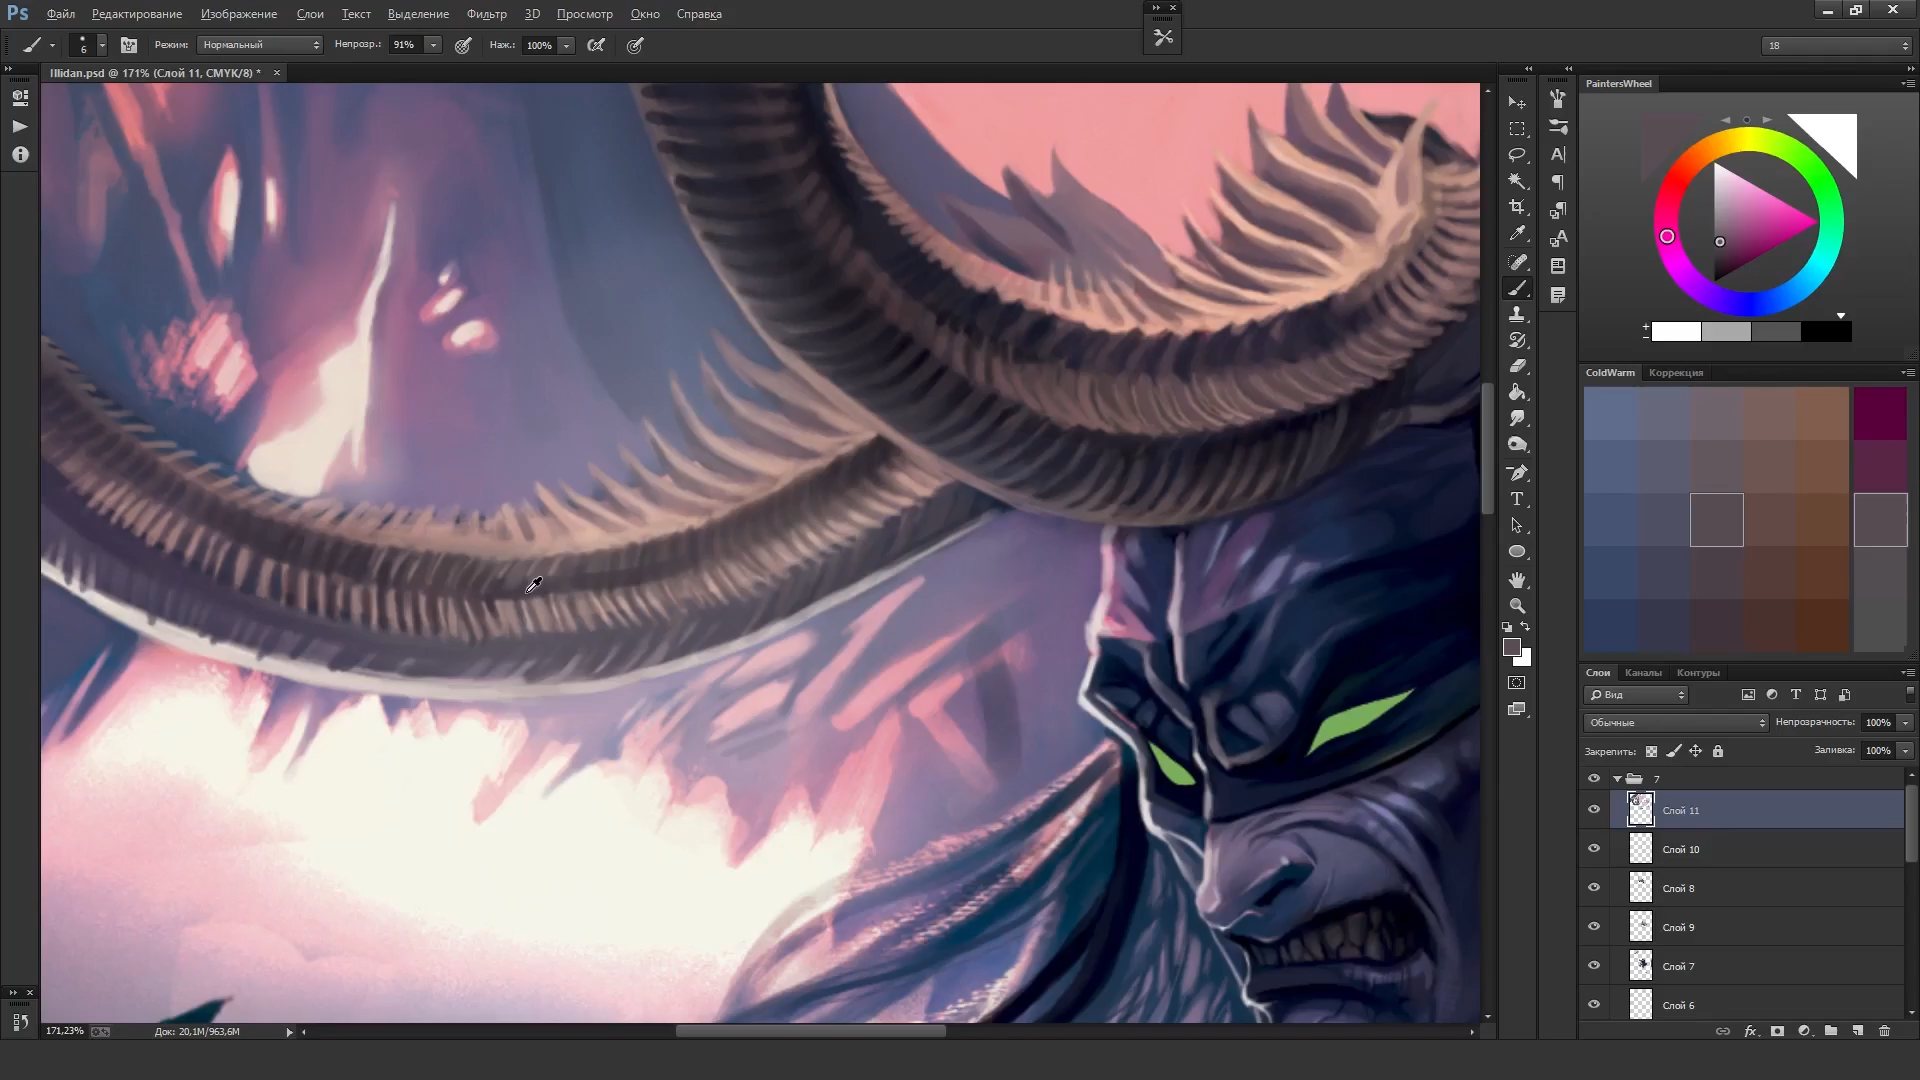 Ps Файл Редактирование Изображение Слои Текст Выделение Фильтр 3D Просмотр Окно Справка
6 Режим: Нормальный Непрозр.: 91% Наж.: 100% 18
Illidan.psd @ 171% (Слой 11, CMYK/8) *
PaintersWheel
ColdWarm Коррекция
Слои Каналы Контуры
Вид
Обычные Непрозрачность: 100%
Закрепить: Заливка: 100%
7
Слой 11
Слой 10
Слой 8
Слой 9
Слой 7
Слой 6
171,23% Док: 20,1M/963,6M